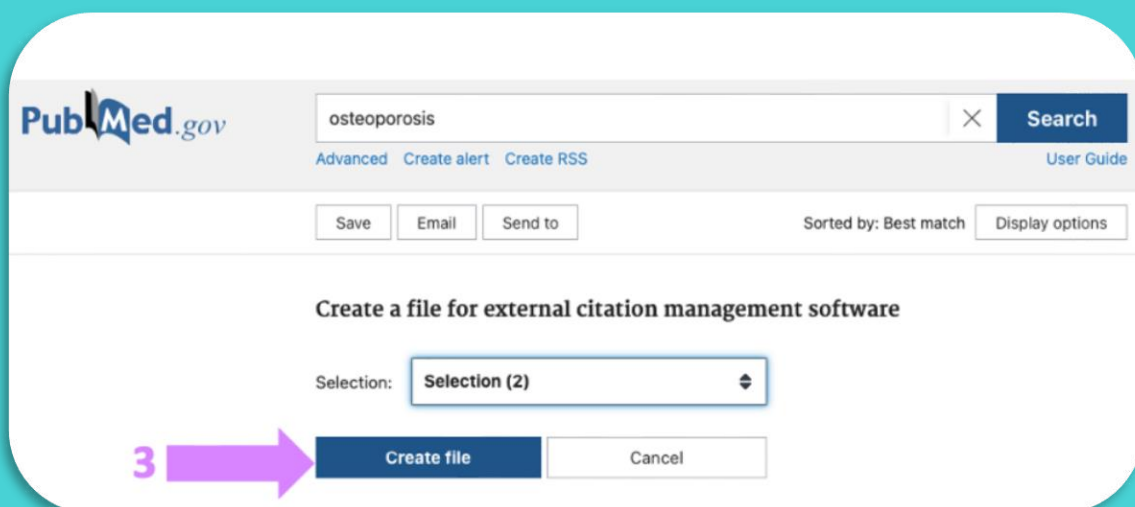 PubMed.gov
osteoporosis
Search
Advanced Create alert Create RSS
User Guide
Save Email Send to
Sorted by: Best match Display options
Create a file for external citation management software
Selection: Selection (2)
3 Create file Cancel